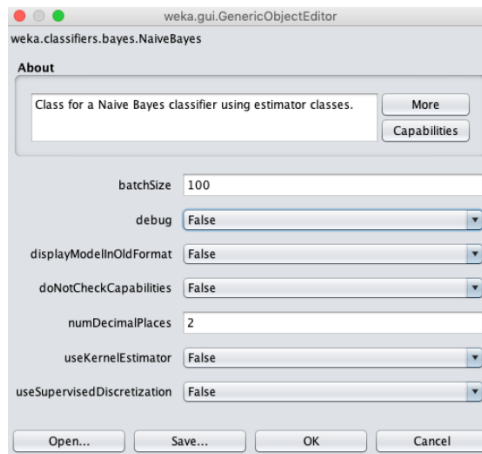 weka.gui.GenericObjectEditor
weka.classifiers.bayes.NaiveBayes
About
Class for a Naive Bayes classifier using estimator classes.
More
Capabilities
batchSize 100
debug False
displayModelInOldFormat False
doNotCheckCapabilities False
numDecimalPlaces 2
useKernelEstimator False
useSupervisedDiscretization False
Open... Save... OK Cancel